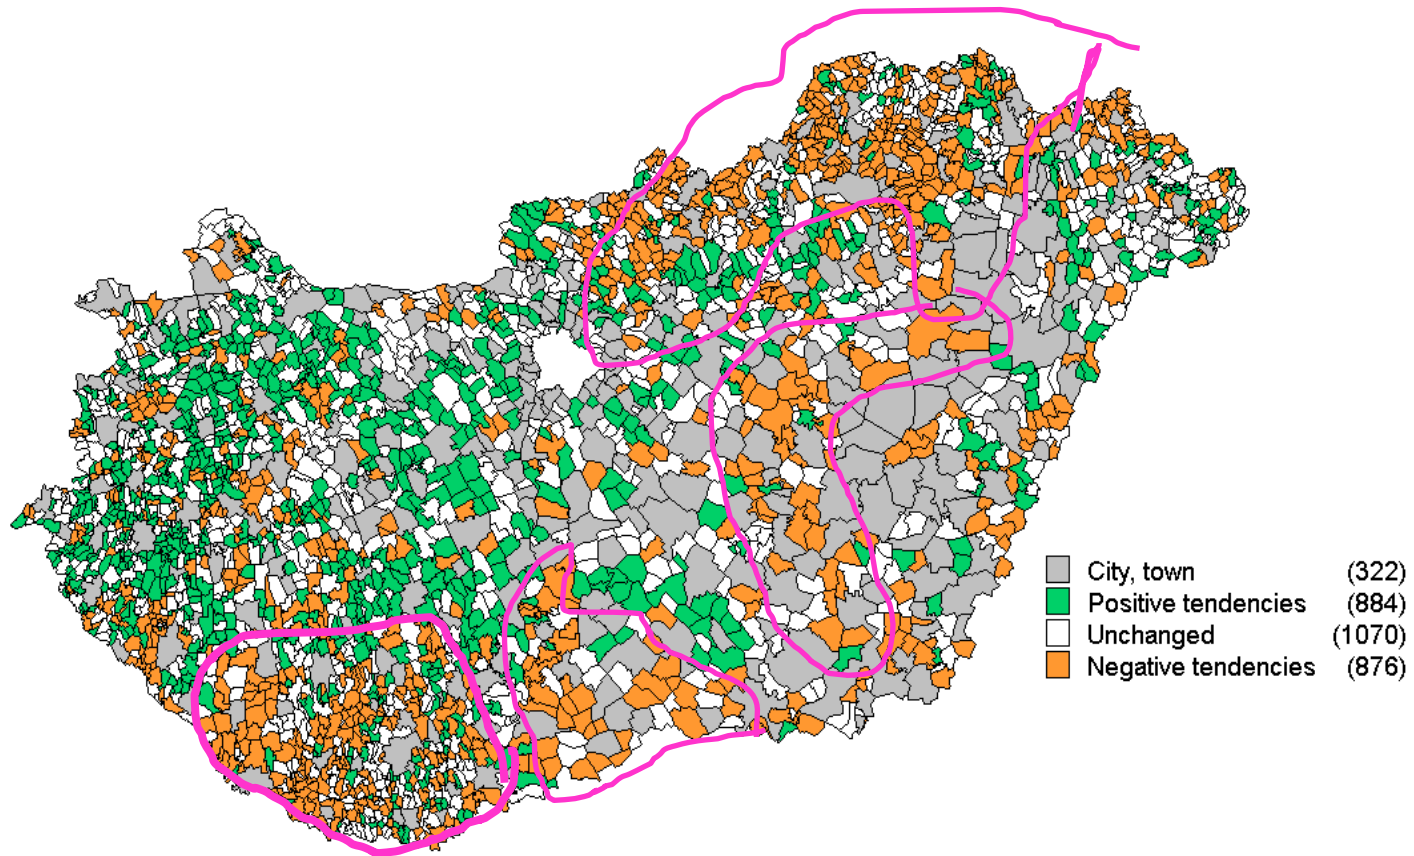 City, town (322)
Positive tendencies (884)
Unchanged (1070)
Negative tendencies (876)